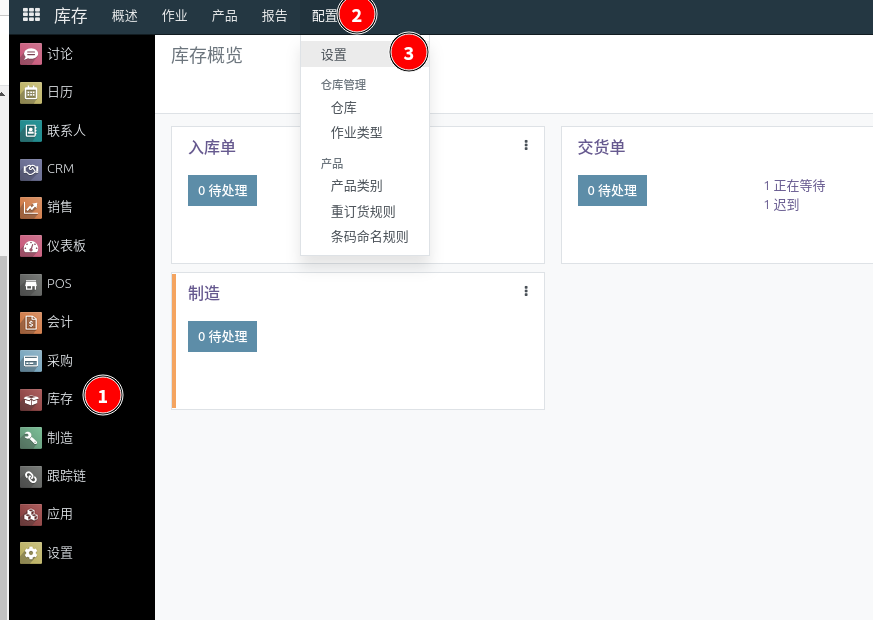 库存 概述 作业 产品 报告 配置 2
讨论
日历
联系人
CRM
销售
仪表板
POS
会计
采购
库存 1
制造
跟踪链
应用
设置
库存概览
设置 3
仓库管理
仓库
作业类型
产品
产品类别
重订货规则
条码命名规则
入库单
0 待处理
交货单
0 待处理
1 正在等待
1 迟到
制造
0 待处理